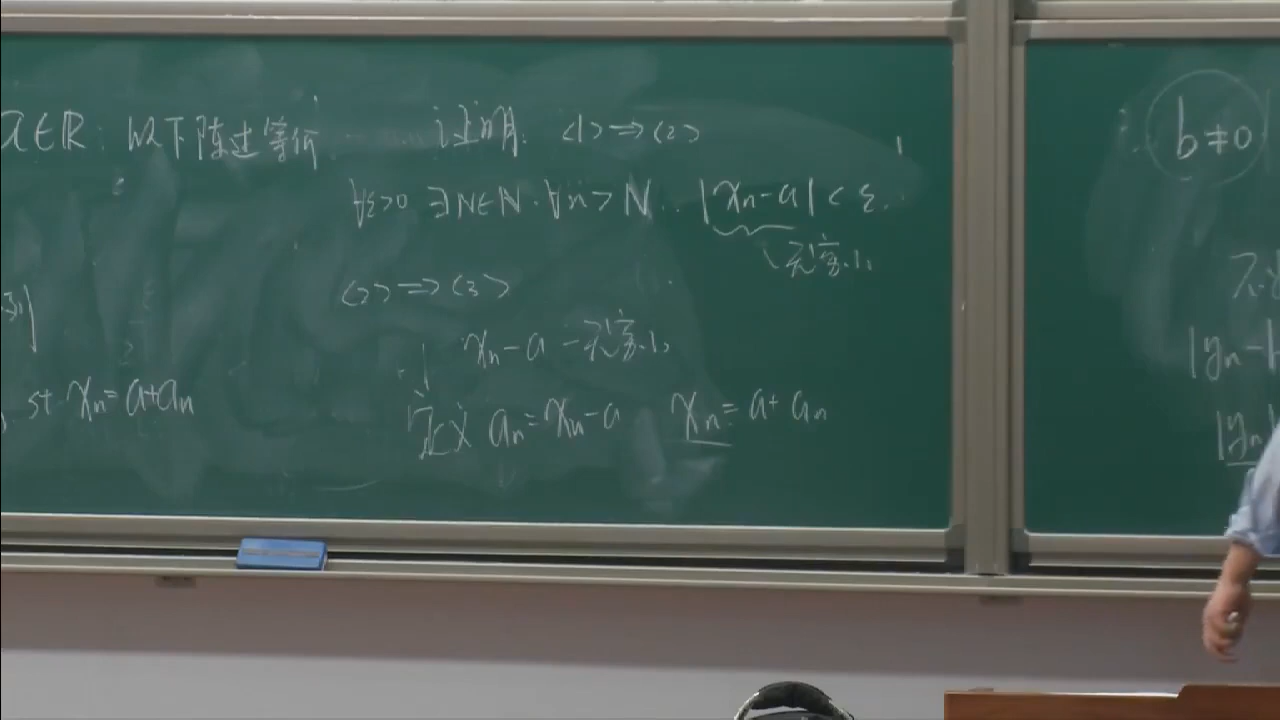 a∈R, 以下陈述等价
列
st. xₙ=a+aₙ
证明. <1>⇒<2>
∀ε>0 ∃N∈N. ∀n>N. |xₙ-a|<ε.
无穷小
<2>⇒<3>
xₙ-a - 无穷小
定义 aₙ=xₙ-a xₙ=a+aₙ
b≠0
|yₙ-
|yₙ